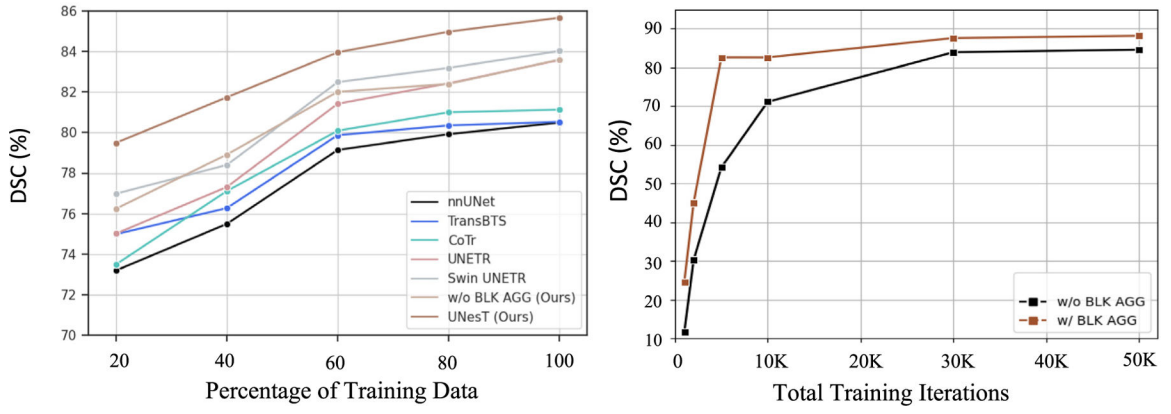 DSC (%)
86
84
82
80
78
76
74
72
70
20
40
60
80
100
Percentage of Training Data
nnUNet
TransBTS
CoTr
UNETR
Swin UNETR
w/o BLK AGG (Ours)
UNesT (Ours)
DSC (%)
90
80
70
60
50
40
30
20
10
0
10K
20K
30K
40K
50K
Total Training Iterations
w/o BLK AGG
w/ BLK AGG